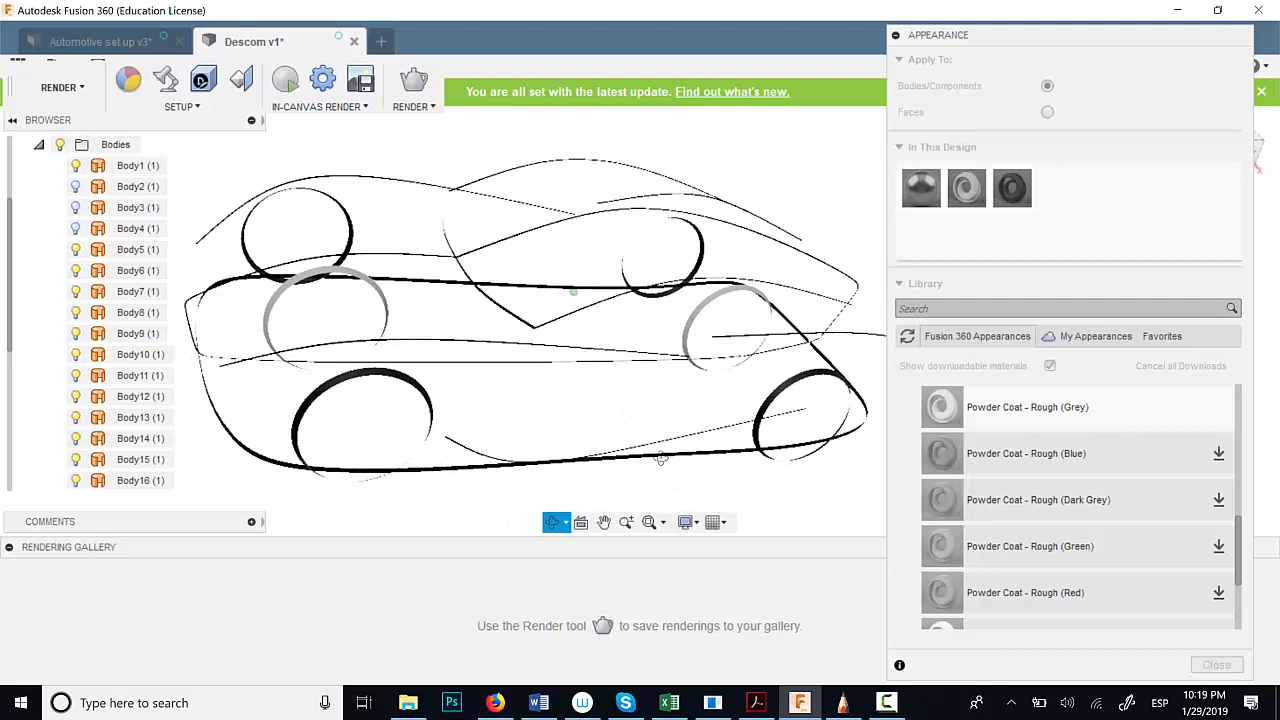 Autodesk Fusion 360 (Education License)
Automotive set up v3*
Descom v1*
APPEARANCE
Apply To:
Bodies/Components
Faces
RENDER
SETUP
IN-CANVAS RENDER
RENDER
You are all set with the latest update. Find out what's new.
BROWSER
Bodies
Body1 (1)
Body2 (1)
Body3 (1)
Body4 (1)
Body5 (1)
Body6 (1)
Body7 (1)
Body8 (1)
Body9 (1)
Body10 (1)
Body11 (1)
Body12 (1)
Body13 (1)
Body14 (1)
Body15 (1)
Body16 (1)
In This Design
Library
Search
Fusion 360 Appearances
My Appearances
Favorites
Show downloadable materials
Cancel all Downloads
Powder Coat - Rough (Grey)
Powder Coat - Rough (Blue)
Powder Coat - Rough (Dark Grey)
Powder Coat - Rough (Green)
Powder Coat - Rough (Red)
Close
COMMENTS
RENDERING GALLERY
Use the Render tool to save renderings to your gallery.
Type here to search
Ps
ESP
10:19 PM
1/29/2019